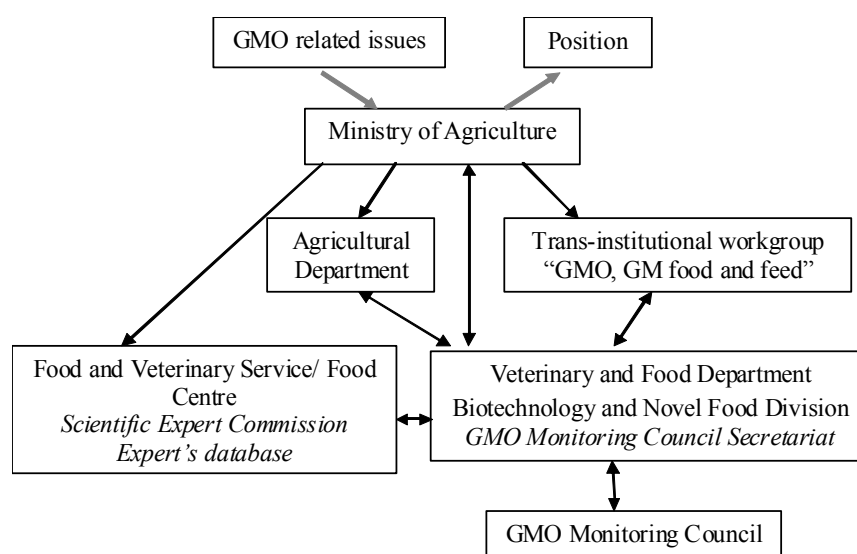 GMO related issues
Position
Ministry of Agriculture
Agricultural
Department
Trans-institutional workgroup
“GMO, GM food and feed”
Food and Veterinary Service/ Food
Centre
Scientific Expert Commission
Expert’s database
Veterinary and Food Department
Biotechnology and Novel Food Division
GMO Monitoring Council Secretariat
GMO Monitoring Council